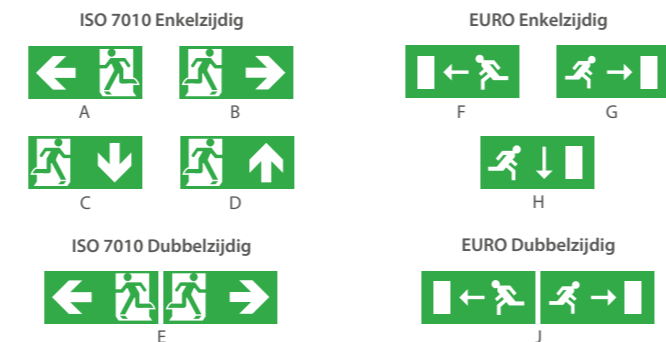 ISO 7010 Enkelzijdig
EURO Enkelzijdig
A
B
F
G
C
D
H
ISO 7010 Dubbelzijdig
EURO Dubbelzijdig
E
J